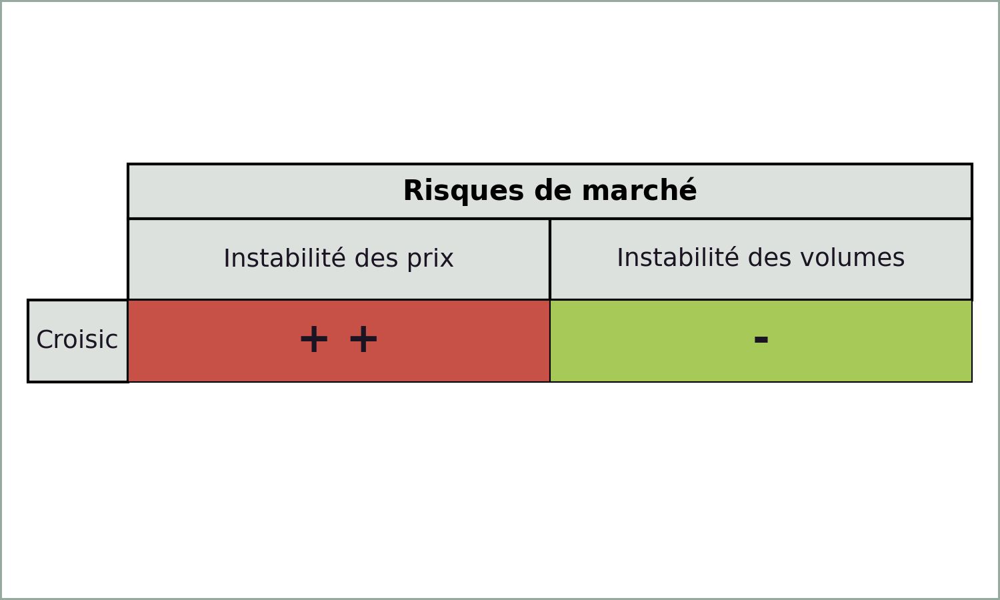 Risques de marché
Instabilité des prix
Instabilité des volumes
Croisic
+ +
-